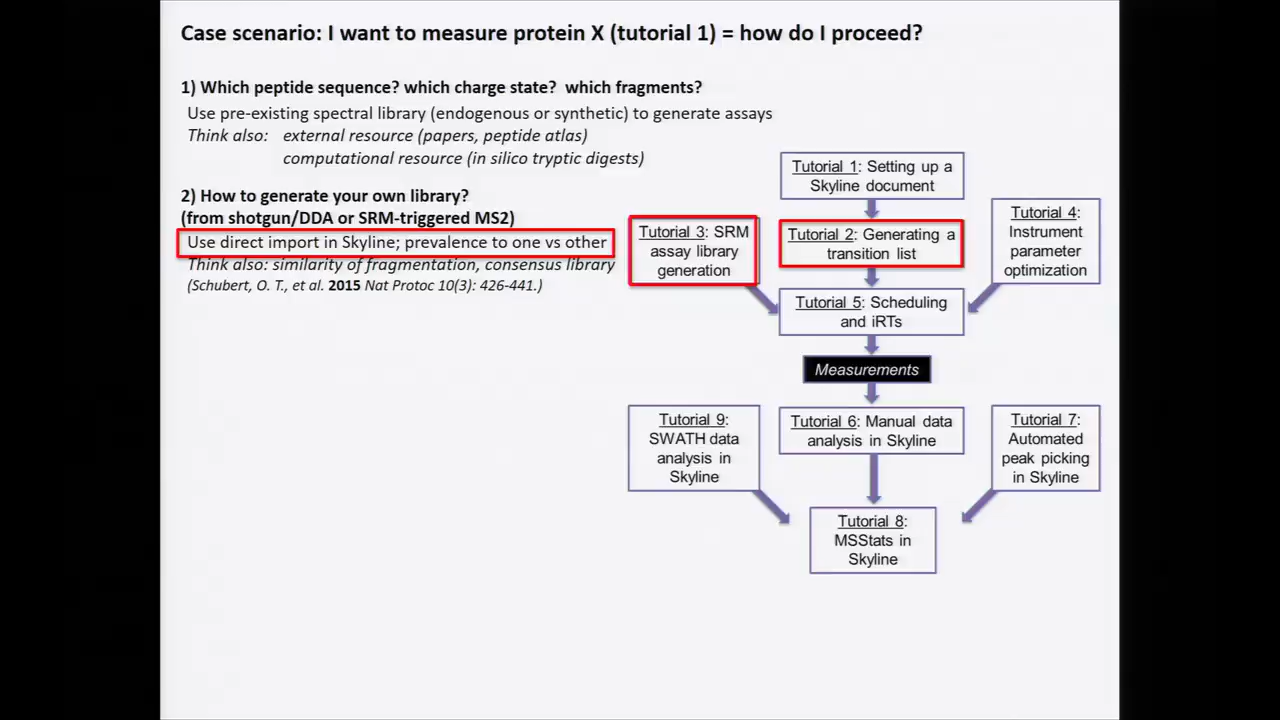 Case scenario: I want to measure protein X (tutorial 1) = how do I proceed?
1) Which peptide sequence? which charge state? which fragments?
Use pre-existing spectral library (endogenous or synthetic) to generate assays
Think also: external resource (papers, peptide atlas)
computational resource (in silico tryptic digests)
2) How to generate your own library?
(from shotgun/DDA or SRM-triggered MS2)
Use direct import in Skyline; prevalence to one vs other
Think also: similarity of fragmentation, consensus library
(Schubert, O. T., et al. 2015 Nat Protoc 10(3): 426-441.)
Tutorial 1: Setting up a
Skyline document
Tutorial 3: SRM
assay library
generation
Tutorial 2: Generating a
transition list
Tutorial 4:
Instrument
parameter
optimization
Tutorial 5: Scheduling
and iRTs
Measurements
Tutorial 9:
SWATH data
analysis in
Skyline
Tutorial 6: Manual data
analysis in Skyline
Tutorial 7:
Automated
peak picking
in Skyline
Tutorial 8:
MSStats in
Skyline